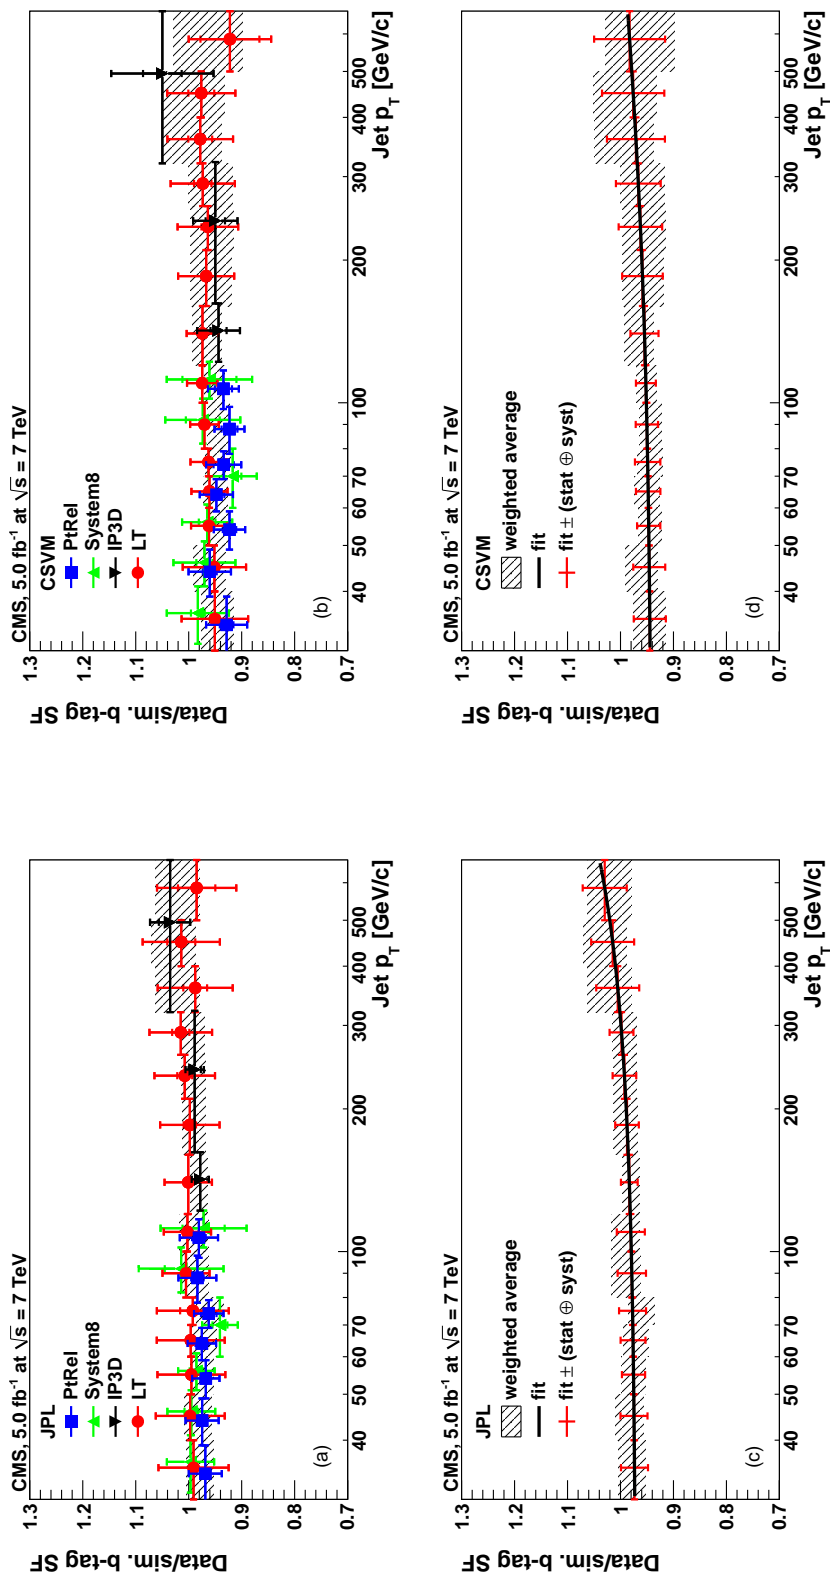 CMS, 5.0 fb⁻¹ at √s = 7 TeV
JPL
PtRel
System8
IP3D
LT
(a)
1.3
1.2
1.1
1
0.9
0.8
0.7
Data/sim. b-tag SF
40 50 60 70 100 200 300 400 500
Jet p_T [GeV/c]
CMS, 5.0 fb⁻¹ at √s = 7 TeV
CSVM
PtRel
System8
IP3D
LT
(b)
1.3
1.2
1.1
1
0.9
0.8
0.7
Data/sim. b-tag SF
40 50 60 70 100 200 300 400 500
Jet p_T [GeV/c]
CMS, 5.0 fb⁻¹ at √s = 7 TeV
JPL
weighted average
fit
fit ± (stat ⊕ syst)
(c)
1.3
1.2
1.1
1
0.9
0.8
0.7
Data/sim. b-tag SF
40 50 60 70 100 200 300 400 500
Jet p_T [GeV/c]
CMS, 5.0 fb⁻¹ at √s = 7 TeV
CSVM
weighted average
fit
fit ± (stat ⊕ syst)
(d)
1.3
1.2
1.1
1
0.9
0.8
0.7
Data/sim. b-tag SF
40 50 60 70 100 200 300 400 500
Jet p_T [GeV/c]